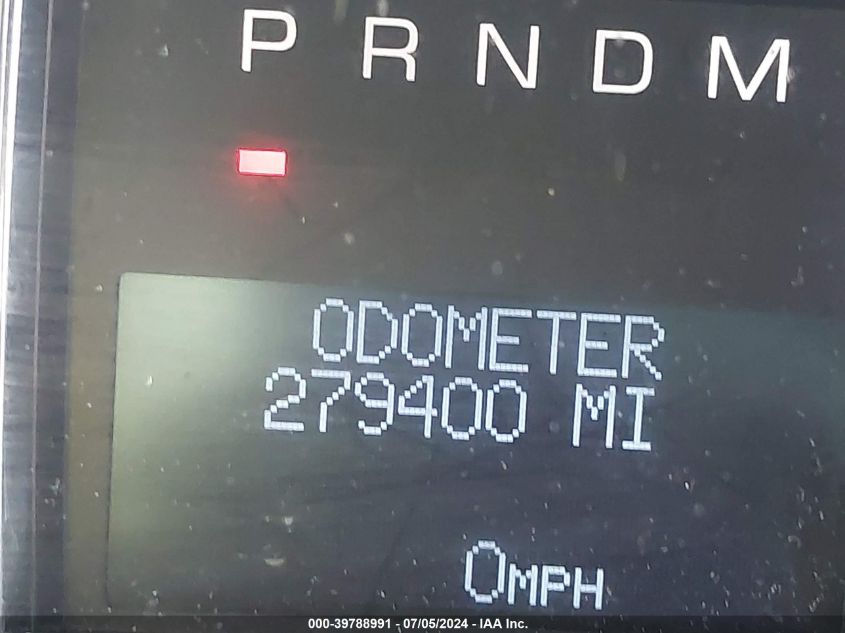 P R N D M
ODOMETER
279400 MI
0MPH
000-39788991 - 07/05/2024 - IAA Inc.